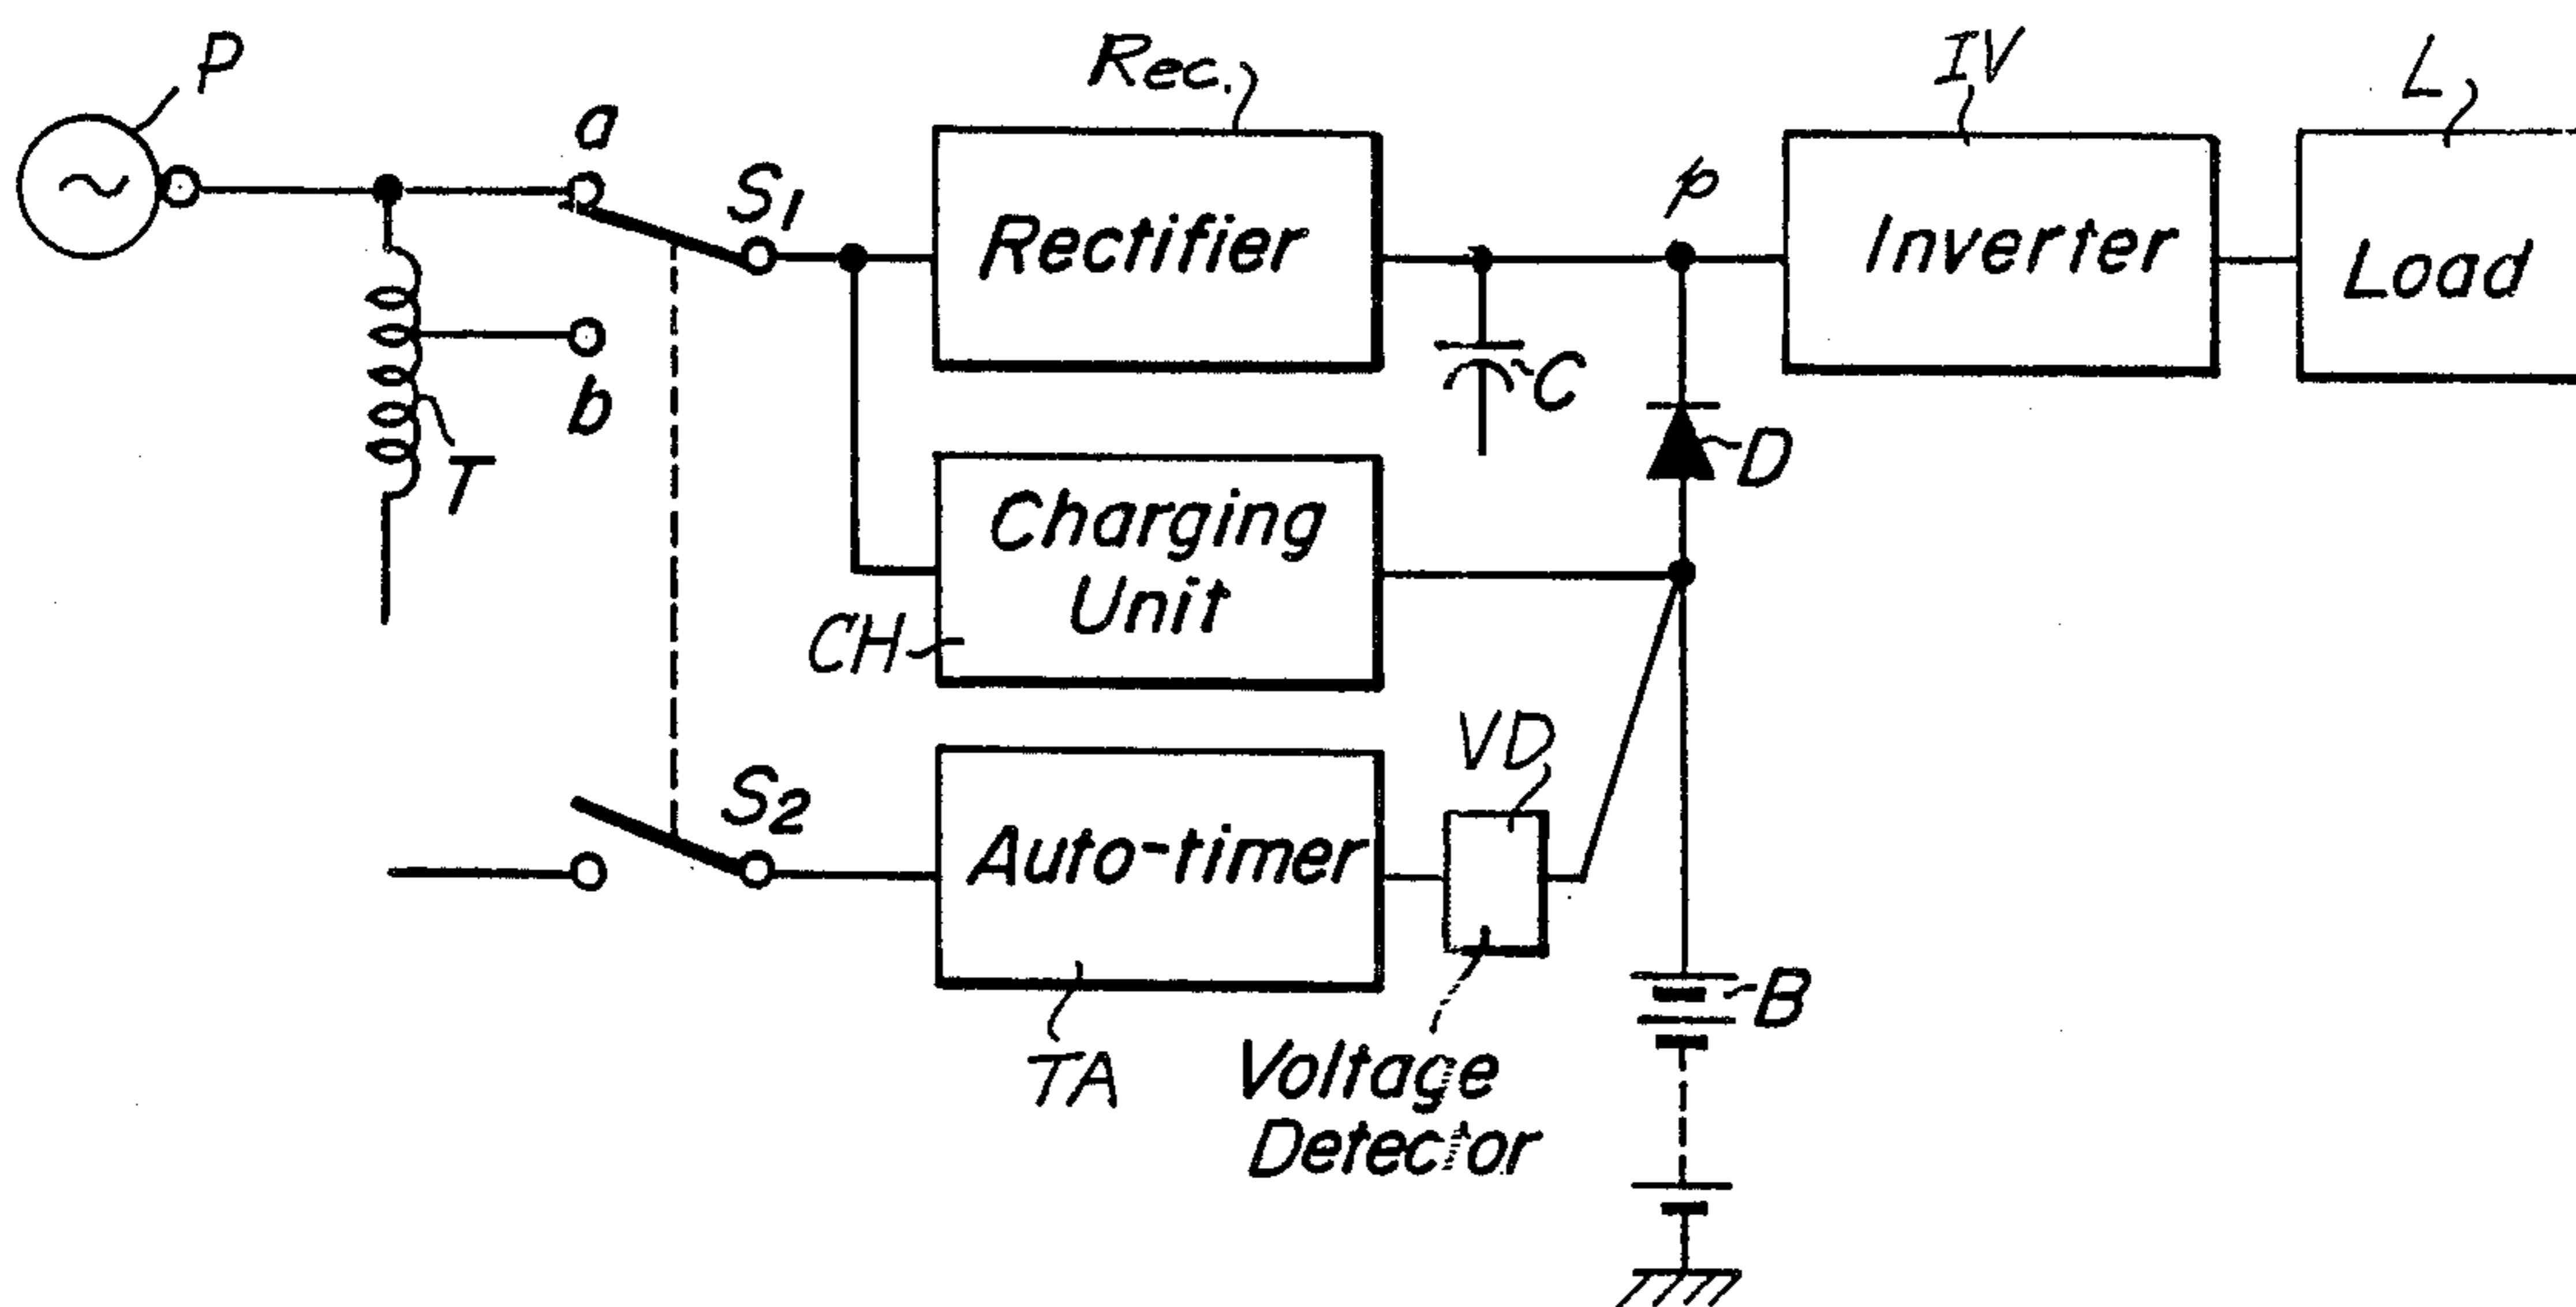 P
a
b
T
S1
Rec.
Rectifier
p
C
D
IV
Inverter
L
Load
Charging
Unit
CH
S2
Auto-timer
TA
VD
Voltage
Detector
B